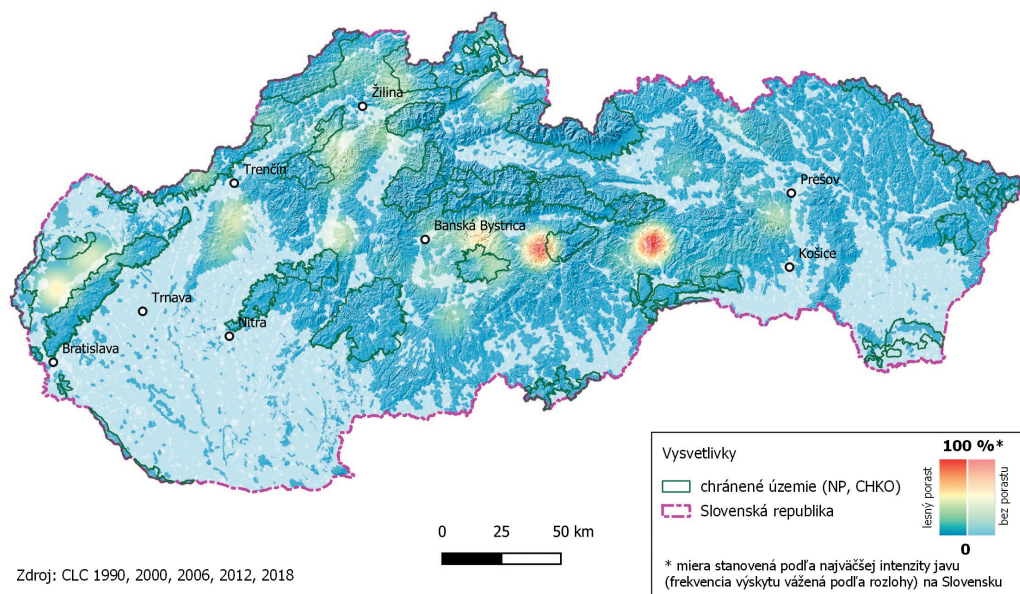 Žilina
Trenčín
Prešov
Banská Bystrica
Košice
Trnava
Nitra
Bratislava
Vysvetlivky
100 %*
chránené územie (NP, CHKO)
Slovenská republika
lesný porast
bez porastu
0
0 25 50 km
* miera stanovená podľa najväčšej intenzity javu
(frekvencia výskytu vážená podľa rozlohy) na Slovensku
Zdroj: CLC 1990, 2000, 2006, 2012, 2018